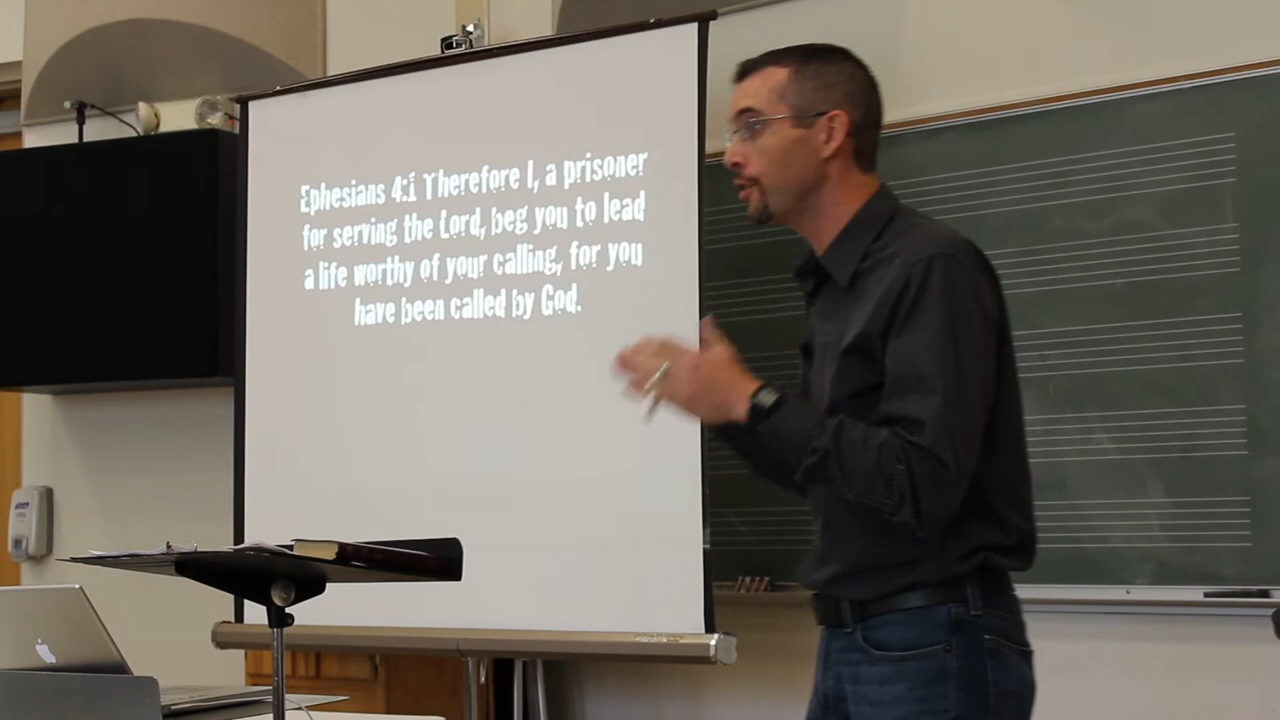 Ephesians 4:1 Therefore I, a prisoner
for serving the Lord, beg you to lead
a life worthy of your calling, for you
have been called by God.